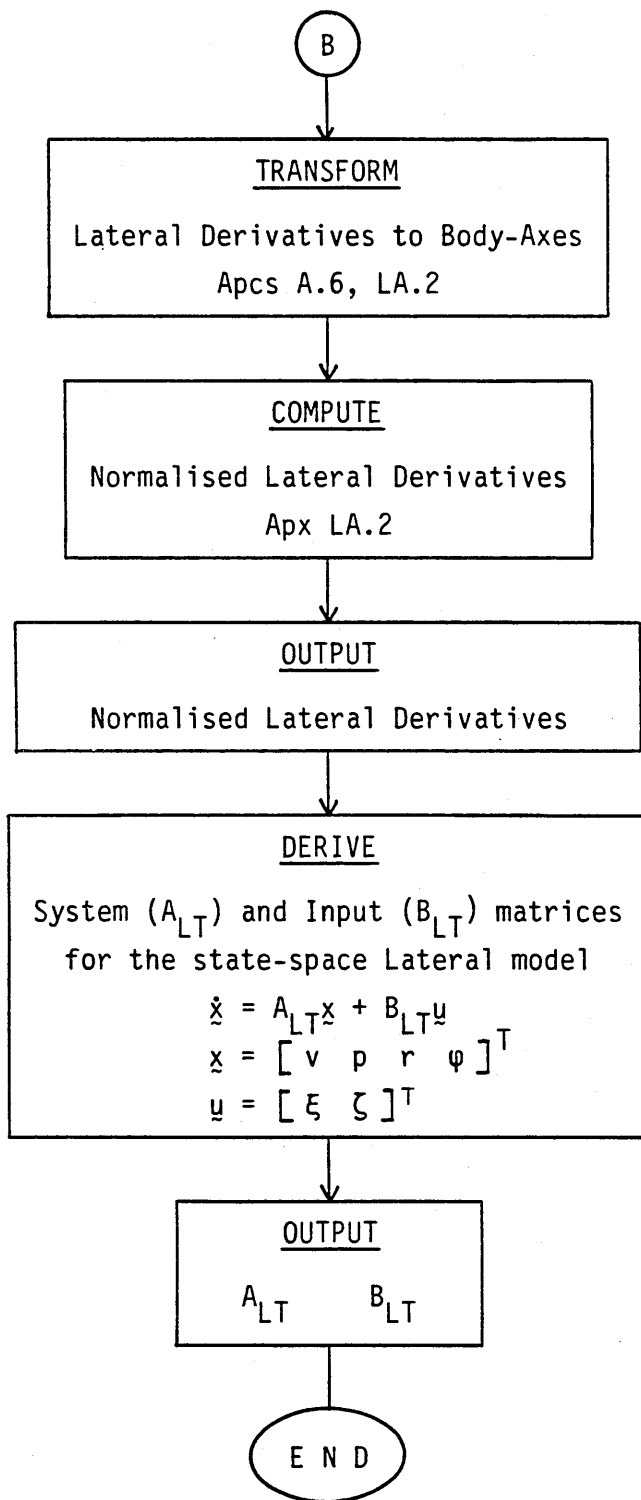 B
TRANSFORM
Lateral Derivatives to Body-Axes
Apcs A.6, LA.2
COMPUTE
Normalised Lateral Derivatives
Apx LA.2
OUTPUT
Normalised Lateral Derivatives
DERIVE
System (A_LT) and Input (B_LT) matrices
for the state-space Lateral model
ẋ = A_LT x + B_LT u
x = [ v p r φ ]^T
u = [ ξ ζ ]^T
OUTPUT
A_LT B_LT
E N D